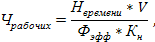 Ч_рабочих = (Н_времени * V) / (Ф_эфф * К_н) ,